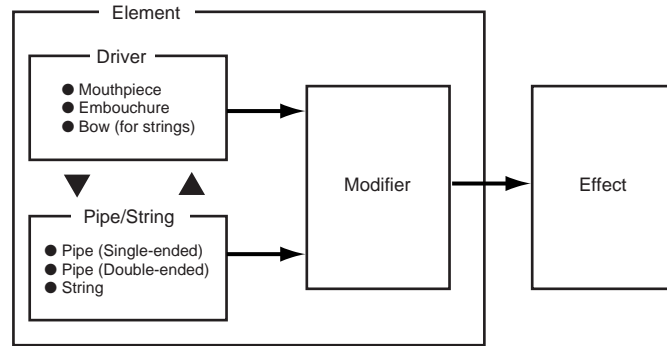 Element
Driver
● Mouthpiece
● Embouchure
● Bow (for strings)
Modifier
Effect
Pipe/String
● Pipe (Single-ended)
● Pipe (Double-ended)
● String